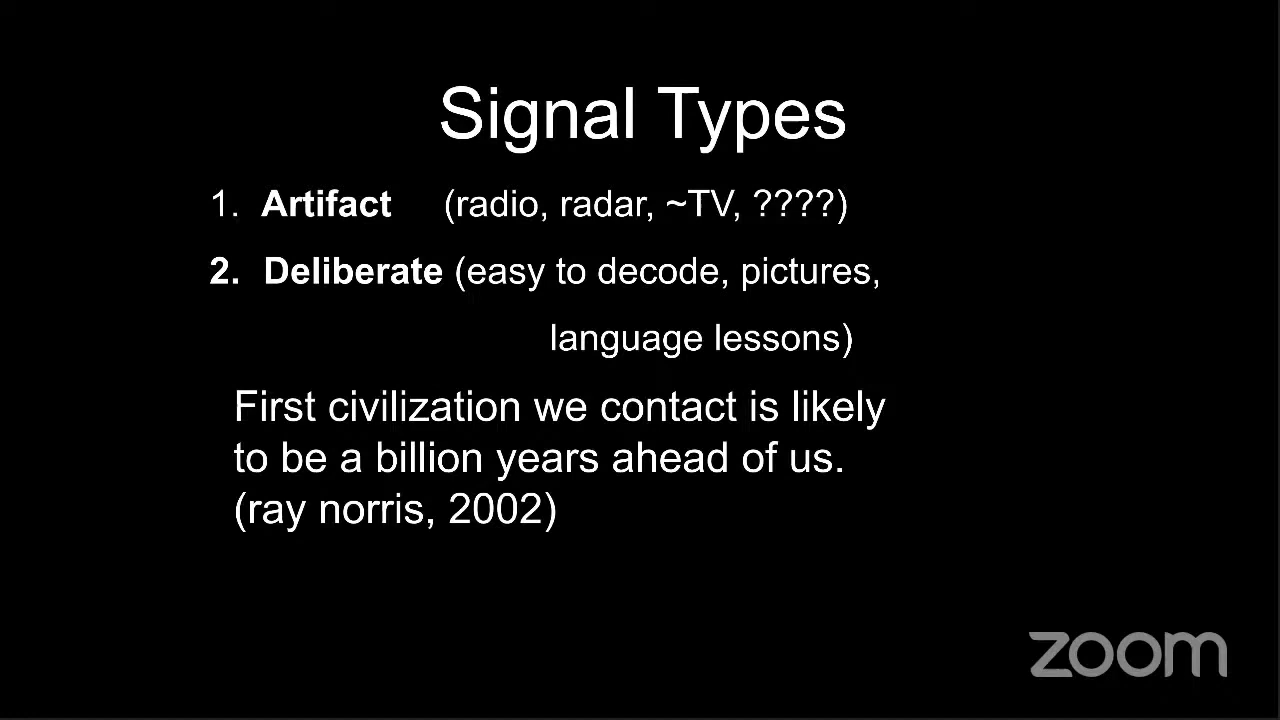 Signal Types
1. Artifact (radio, radar, ~TV, ????)
2. Deliberate (easy to decode, pictures,
language lessons)
First civilization we contact is likely
to be a billion years ahead of us.
(ray norris, 2002)
zoom